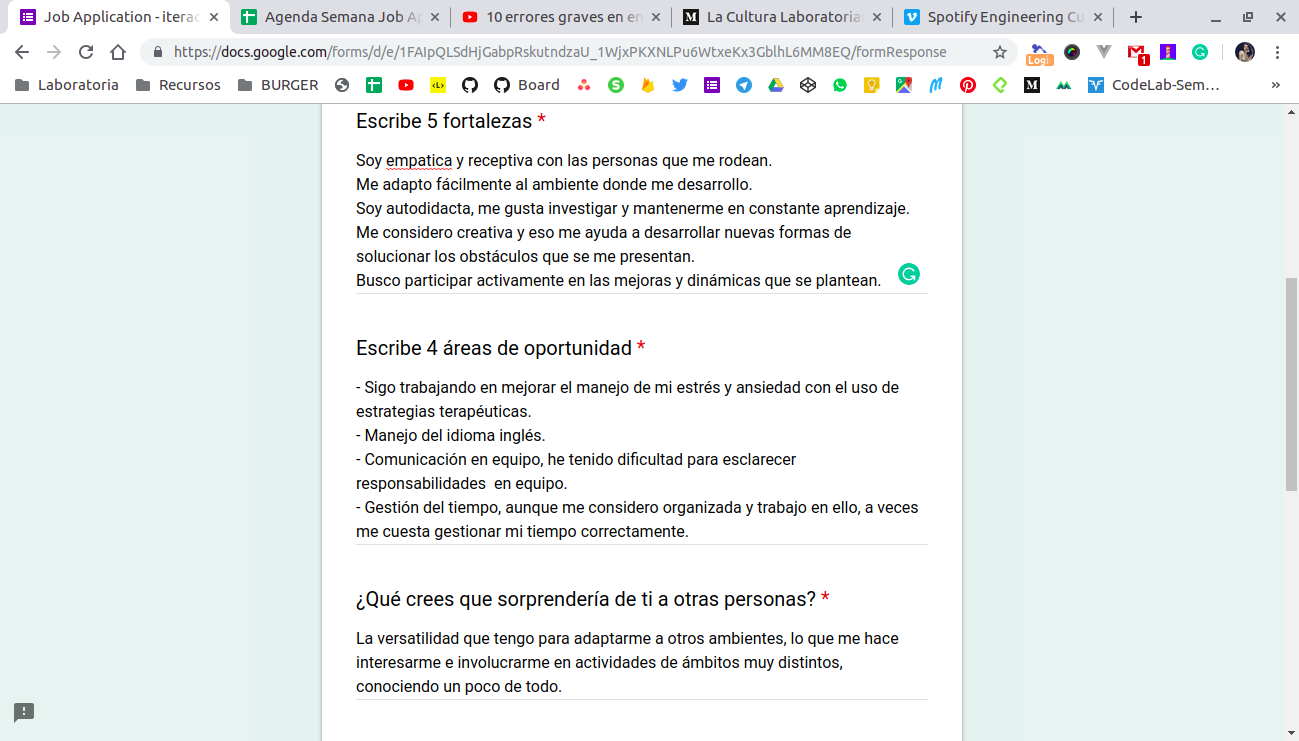 Job Application - iterac
Agenda Semana Job Ap
10 errores graves en en
La Cultura Laboratoria
Spotify Engineering Cu
https://docs.google.com/forms/d/e/1FAIpQLSdHjGabpRskutndzaU_1WjxPKXNLPu6WtxeKx3GblhL6MM8EQ/formResponse
Logi
1
Laboratoria
Recursos
BURGER
<L>
Board
CodeLab-Sem...
»
Escribe 5 fortalezas *
Soy empatica y receptiva con las personas que me rodean.
Me adapto fácilmente al ambiente donde me desarrollo.
Soy autodidacta, me gusta investigar y mantenerme en constante aprendizaje.
Me considero creativa y eso me ayuda a desarrollar nuevas formas de
solucionar los obstáculos que se me presentan.
Busco participar activamente en las mejoras y dinámicas que se plantean.
Escribe 4 áreas de oportunidad *
- Sigo trabajando en mejorar el manejo de mi estrés y ansiedad con el uso de
estrategias terapéuticas.
- Manejo del idioma inglés.
- Comunicación en equipo, he tenido dificultad para esclarecer
responsabilidades  en equipo.
- Gestión del tiempo, aunque me considero organizada y trabajo en ello, a veces
me cuesta gestionar mi tiempo correctamente.
¿Qué crees que sorprendería de ti a otras personas? *
La versatilidad que tengo para adaptarme a otros ambientes, lo que me hace
interesarme e involucrarme en actividades de ámbitos muy distintos,
conociendo un poco de todo.